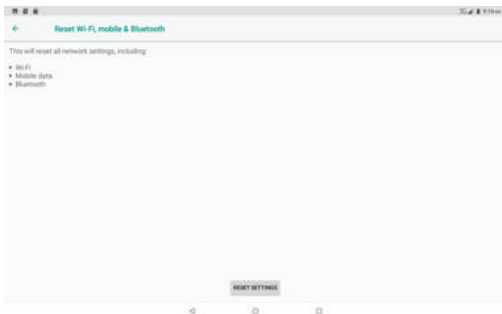 Reset Wi-Fi, mobile & Bluetooth
This will reset all network settings, including:
• Wi-Fi
• Mobile data
• Bluetooth
RESET SETTINGS